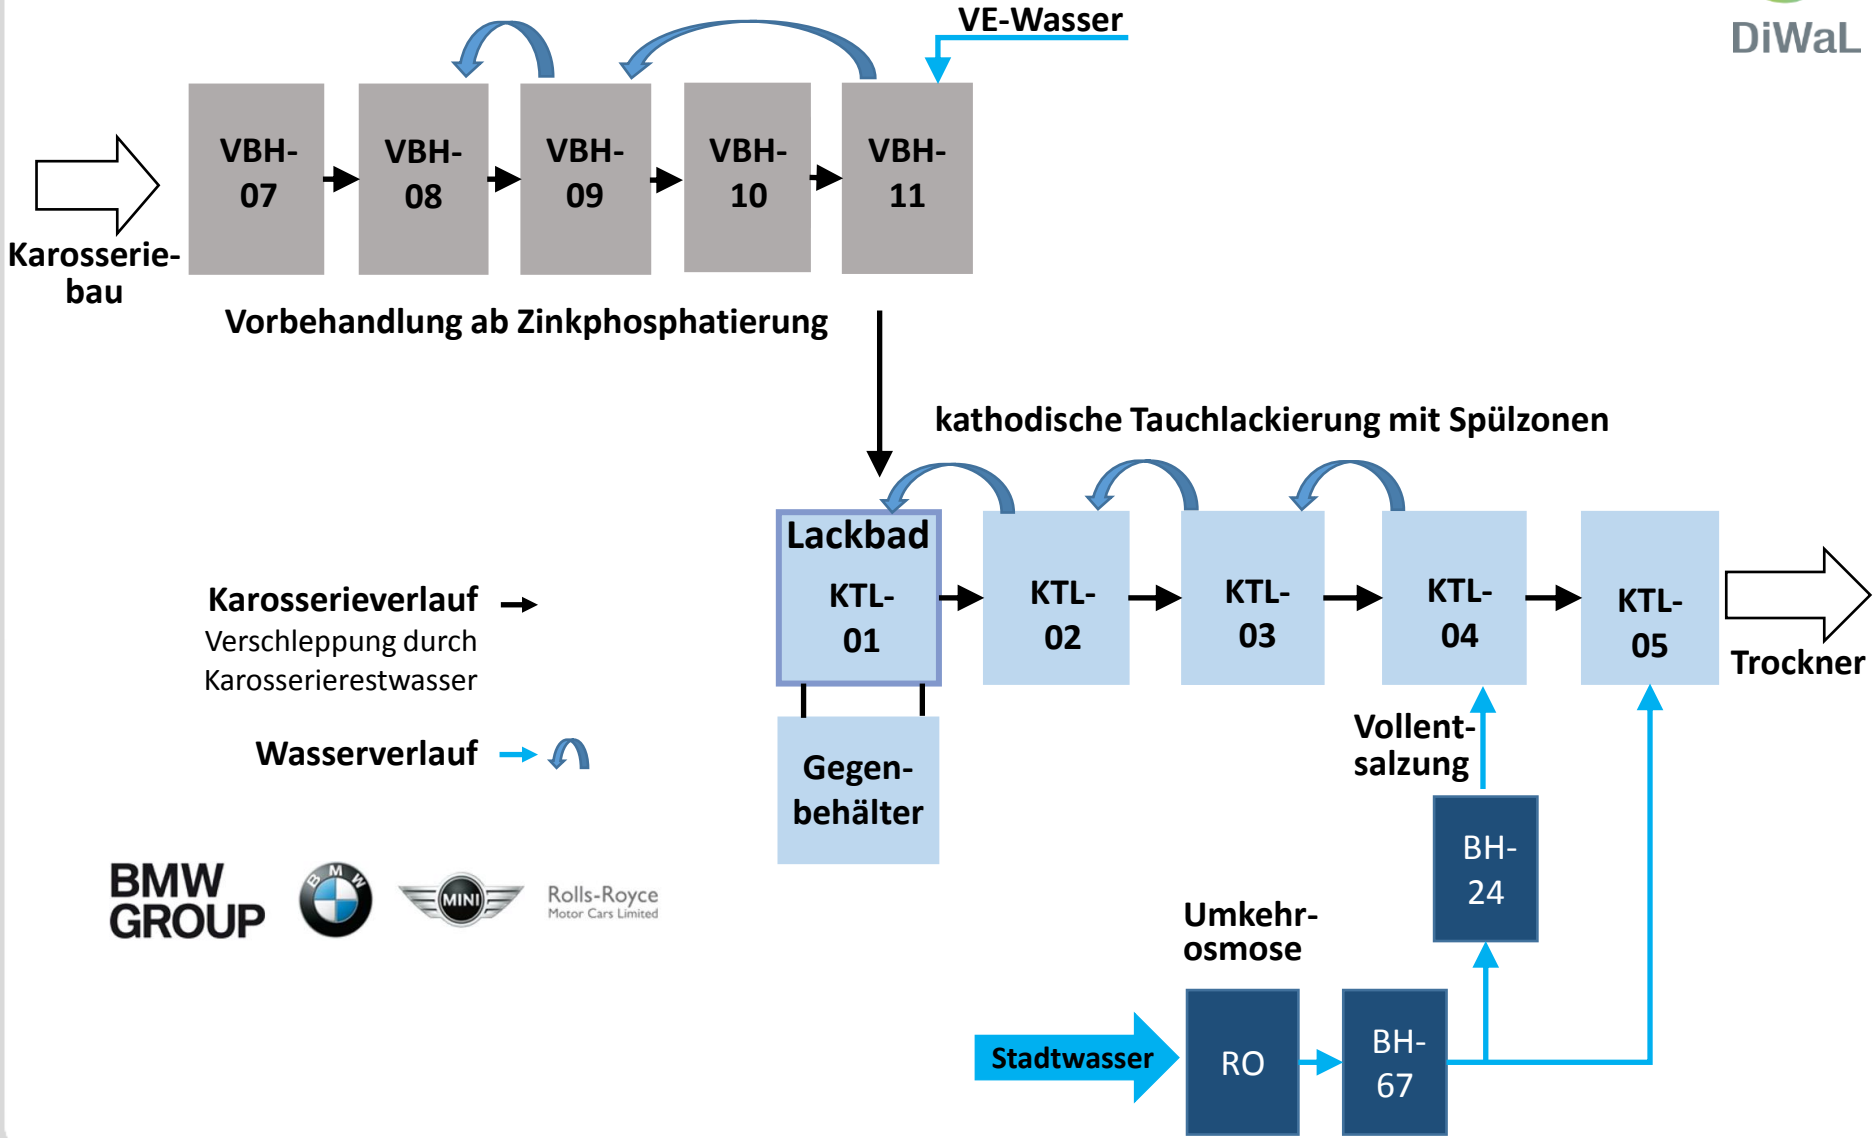 VE-Wasser
DiWaL
VBH-
07
VBH-
08
VBH-
09
VBH-
10
VBH-
11
Karosserie-
bau
Vorbehandlung ab Zinkphosphatierung
kathodische Tauchlackierung mit Spülzonen
Lackbad
KTL-
01
KTL-
02
KTL-
03
KTL-
04
KTL-
05
Trockner
Karosserieverlauf
Verschleppung durch
Karosserierestwasser
Wasserverlauf
Gegen-
behälter
Vollent-
salzung
BH-
24
BMW
GROUP
BMW
MINI
Rolls-Royce
Motor Cars Limited
Umkehr-
osmose
Stadtwasser
RO
BH-
67